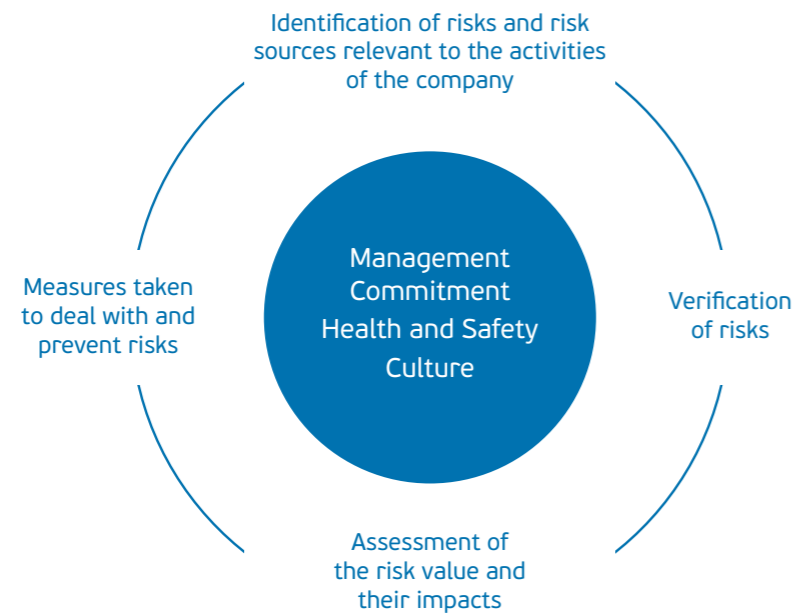 Identification of risks and risk
sources relevant to the activities
of the company
Management
Commitment
Health and Safety
Culture
Measures taken
to deal with and
prevent risks
Verification
of risks
Assessment of
the risk value and
their impacts